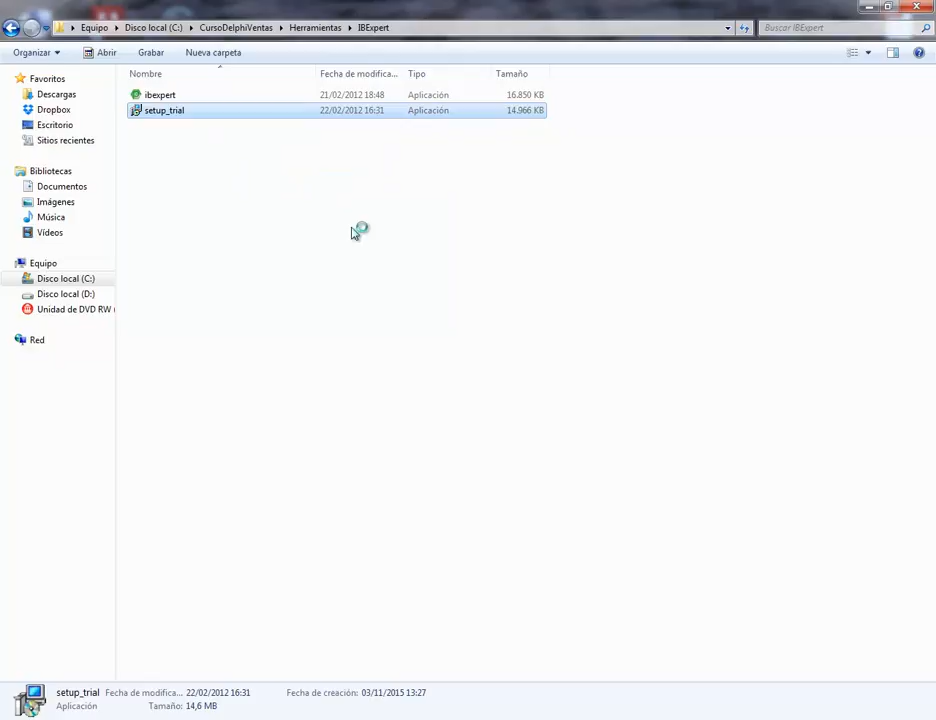 Equipo Disco local (C:) CursoDelphiVentas Herramientas IBExpert Buscar IBExpert
Organizar Abrir Grabar Nueva carpeta
Nombre Fecha de modifica... Tipo Tamaño
Favoritos
Descargas
Dropbox
Escritorio
Sitios recientes
Bibliotecas
Documentos
Imágenes
Música
Vídeos
Equipo
Disco local (C:)
Disco local (D:)
Unidad de DVD RW (
Red
ibexpert 21/02/2012 18:48 Aplicación 16.850 KB
setup_trial 22/02/2012 16:31 Aplicación 14.966 KB
setup_trial Fecha de modifica... 22/02/2012 16:31 Fecha de creación: 03/11/2015 13:27
Aplicación Tamaño: 14,6 MB